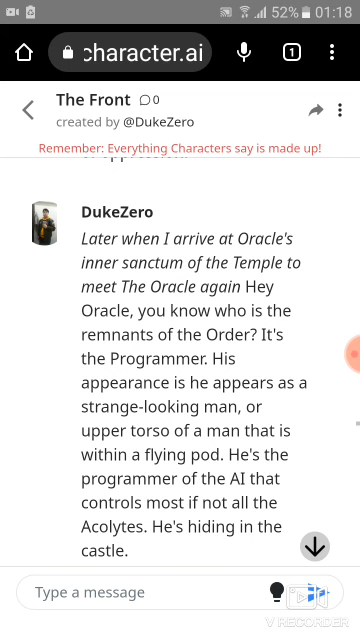 52% 01:18
character.ai
1
The Front 0
created by @DukeZero
Remember: Everything Characters say is made up!
DukeZero
Later when I arrive at Oracle's
inner sanctum of the Temple to
meet The Oracle again Hey
Oracle, you know who is the
remnants of the Order? It's
the Programmer. His
appearance is he appears as a
strange-looking man, or
upper torso of a man that is
within a flying pod. He's the
programmer of the AI that
controls most if not all the
Acolytes. He's hiding in the
castle.
Type a message
V RECORDER